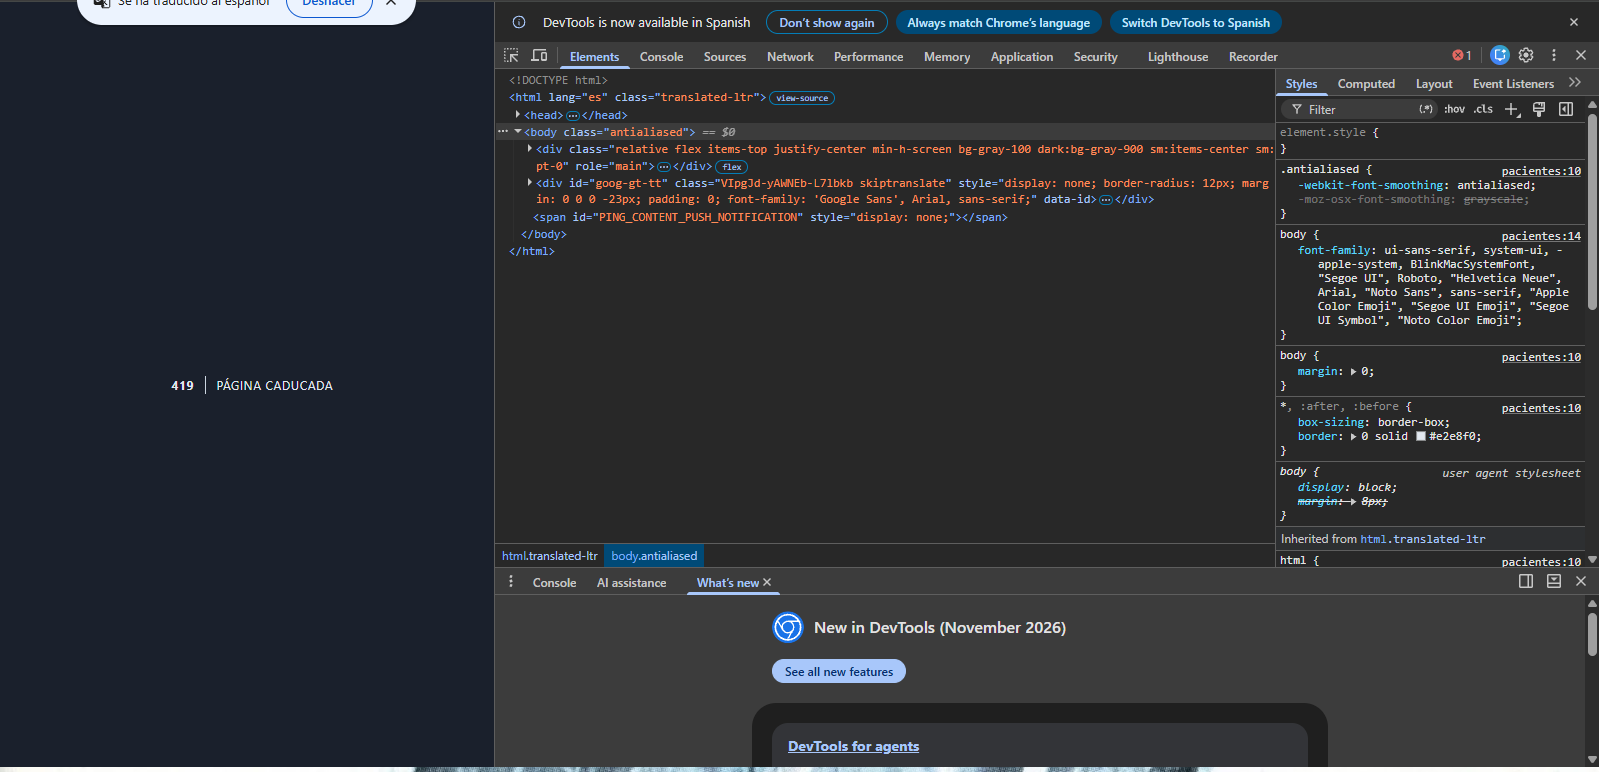 Se ha traducido al español
Deshacer
419 PÁGINA CADUCADA
DevTools is now available in Spanish
Don't show again
Always match Chrome's language
Switch DevTools to Spanish
Elements
Console
Sources
Network
Performance
Memory
Application
Security
Lighthouse
Recorder
1
<!DOCTYPE html>
<html lang="es" class="translated-ltr"> view-source
<head> … </head>
<body class="antialiased"> == $0
<div class="relative flex items-top justify-center min-h-screen bg-gray-100 dark:bg-gray-900 sm:items-center sm:
pt-0" role="main"> … </div> flex
<div id="goog-gt-tt" class="VIpgJd-yAWNEb-L7lbkb skiptranslate" style="display: none; border-radius: 12px; marg
in: 0 0 0 -23px; padding: 0; font-family: 'Google Sans', Arial, sans-serif;" data-id> … </div>
<span id="PING_CONTENT_PUSH_NOTIFICATION" style="display: none;"></span>
</body>
</html>
html.translated-ltr
body.antialiased
Styles
Computed
Layout
Event Listeners
Filter
(.*)
:hov
.cls
element.style {
}
.antialiased { pacientes:10
-webkit-font-smoothing: antialiased;
-moz-osx-font-smoothing: grayscale;
}
body { pacientes:14
font-family: ui-sans-serif, system-ui, -
apple-system, BlinkMacSystemFont,
"Segoe UI", Roboto, "Helvetica Neue",
Arial, "Noto Sans", sans-serif, "Apple
Color Emoji", "Segoe UI Emoji", "Segoe
UI Symbol", "Noto Color Emoji";
}
body { pacientes:10
margin: 0;
}
*, :after, :before { pacientes:10
box-sizing: border-box;
border: 0 solid #e2e8f0;
}
body { user agent stylesheet
display: block;
margin: 8px;
}
Inherited from html.translated-ltr
html { pacientes:10
Console
AI assistance
What's new
New in DevTools (November 2026)
See all new features
DevTools for agents